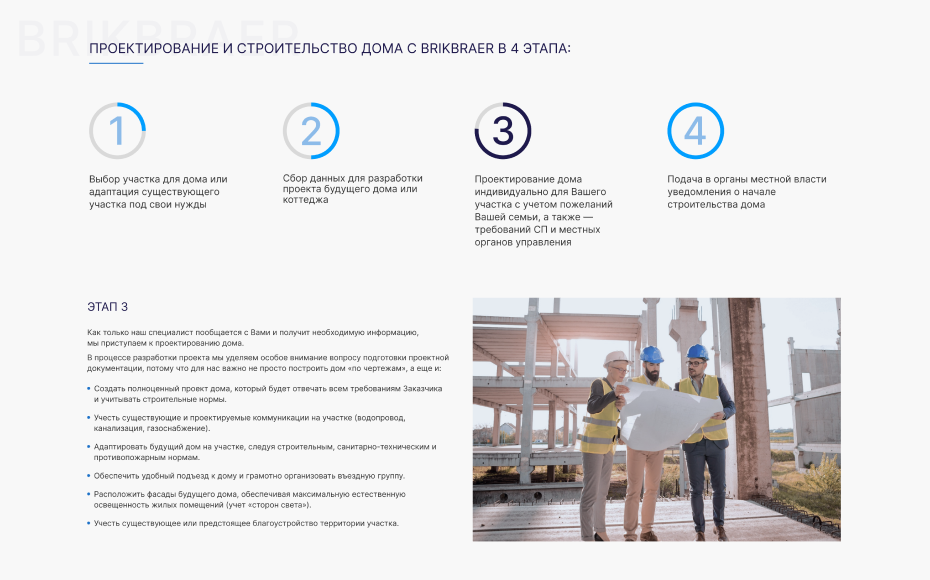 BRIKBRAER
ПРОЕКТИРОВАНИЕ И СТРОИТЕЛЬСТВО ДОМА С BRIKBRAER В 4 ЭТАПА:
1
Выбор участка для дома или
адаптация существующего
участка под свои нужды
2
Сбор данных для разработки
проекта будущего дома или
коттеджа
3
Проектирование дома
индивидуально для Вашего
участка с учетом пожеланий
Вашей семьи, а также —
требований СП и местных
органов управления
4
Подача в органы местной власти
уведомления о начале
строительства дома
ЭТАП 3
Как только наш специалист пообщается с Вами и получит необходимую информацию,
мы приступаем к проектированию дома.
В процессе разработки проекта мы уделяем особое внимание вопросу подготовки проектной
документации, потому что для нас важно не просто построить дом «по чертежам», а еще и:
• Создать полноценный проект дома, который будет отвечать всем требованиям Заказчика
и учитывать строительные нормы.
• Учесть существующие и проектируемые коммуникации на участке (водопровод,
канализация, газоснабжение).
• Адаптировать будущий дом на участке, следуя строительным, санитарно-техническим и
противопожарным нормам.
• Обеспечить удобный подъезд к дому и грамотно организовать въездную группу.
• Расположить фасады будущего дома, обеспечивая максимальную естественную
освещенность жилых помещений (учет «сторон света»).
• Учесть существующее или предстоящее благоустройство территории участка.